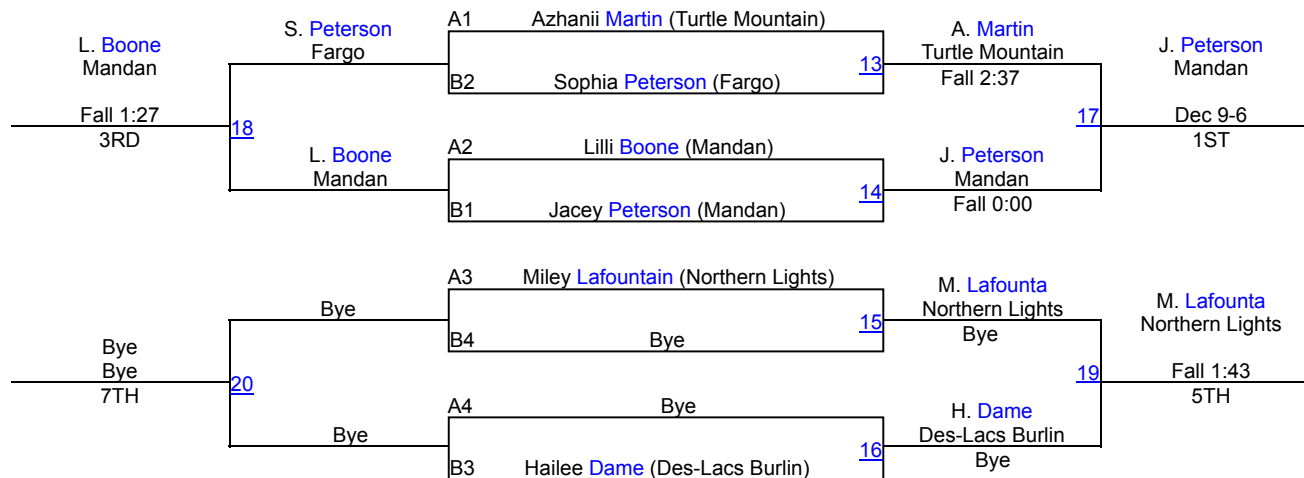 A1 Azhanii Martin (Turtle Mountain)
S. Peterson
A. Martin
L. Boone
Fargo
Turtle Mountain
J. Peterson
Mandan
13
Mandan
B2 Sophia Peterson (Fargo)
Fall 2:37
Fall 1:27
17
Dec 9-6
18
3RD
1ST
A2 Lilli Boone (Mandan)
L. Boone
J. Peterson
Mandan
Mandan
14
B1 Jacey Peterson (Mandan)
Fall 0:00
A3 Miley Lafountain (Northern Lights)
M. Lafounta
Bye
Northern Lights
M. Lafounta
15
Northern Lights
B4 Bye
Bye
Bye
Bye
19
Fall 1:43
20
7TH
5TH
A4 Bye
H. Dame
Bye
Des-Lacs Burlin
16
B3 Hailee Dame (Des-Lacs Burlin)
Bye